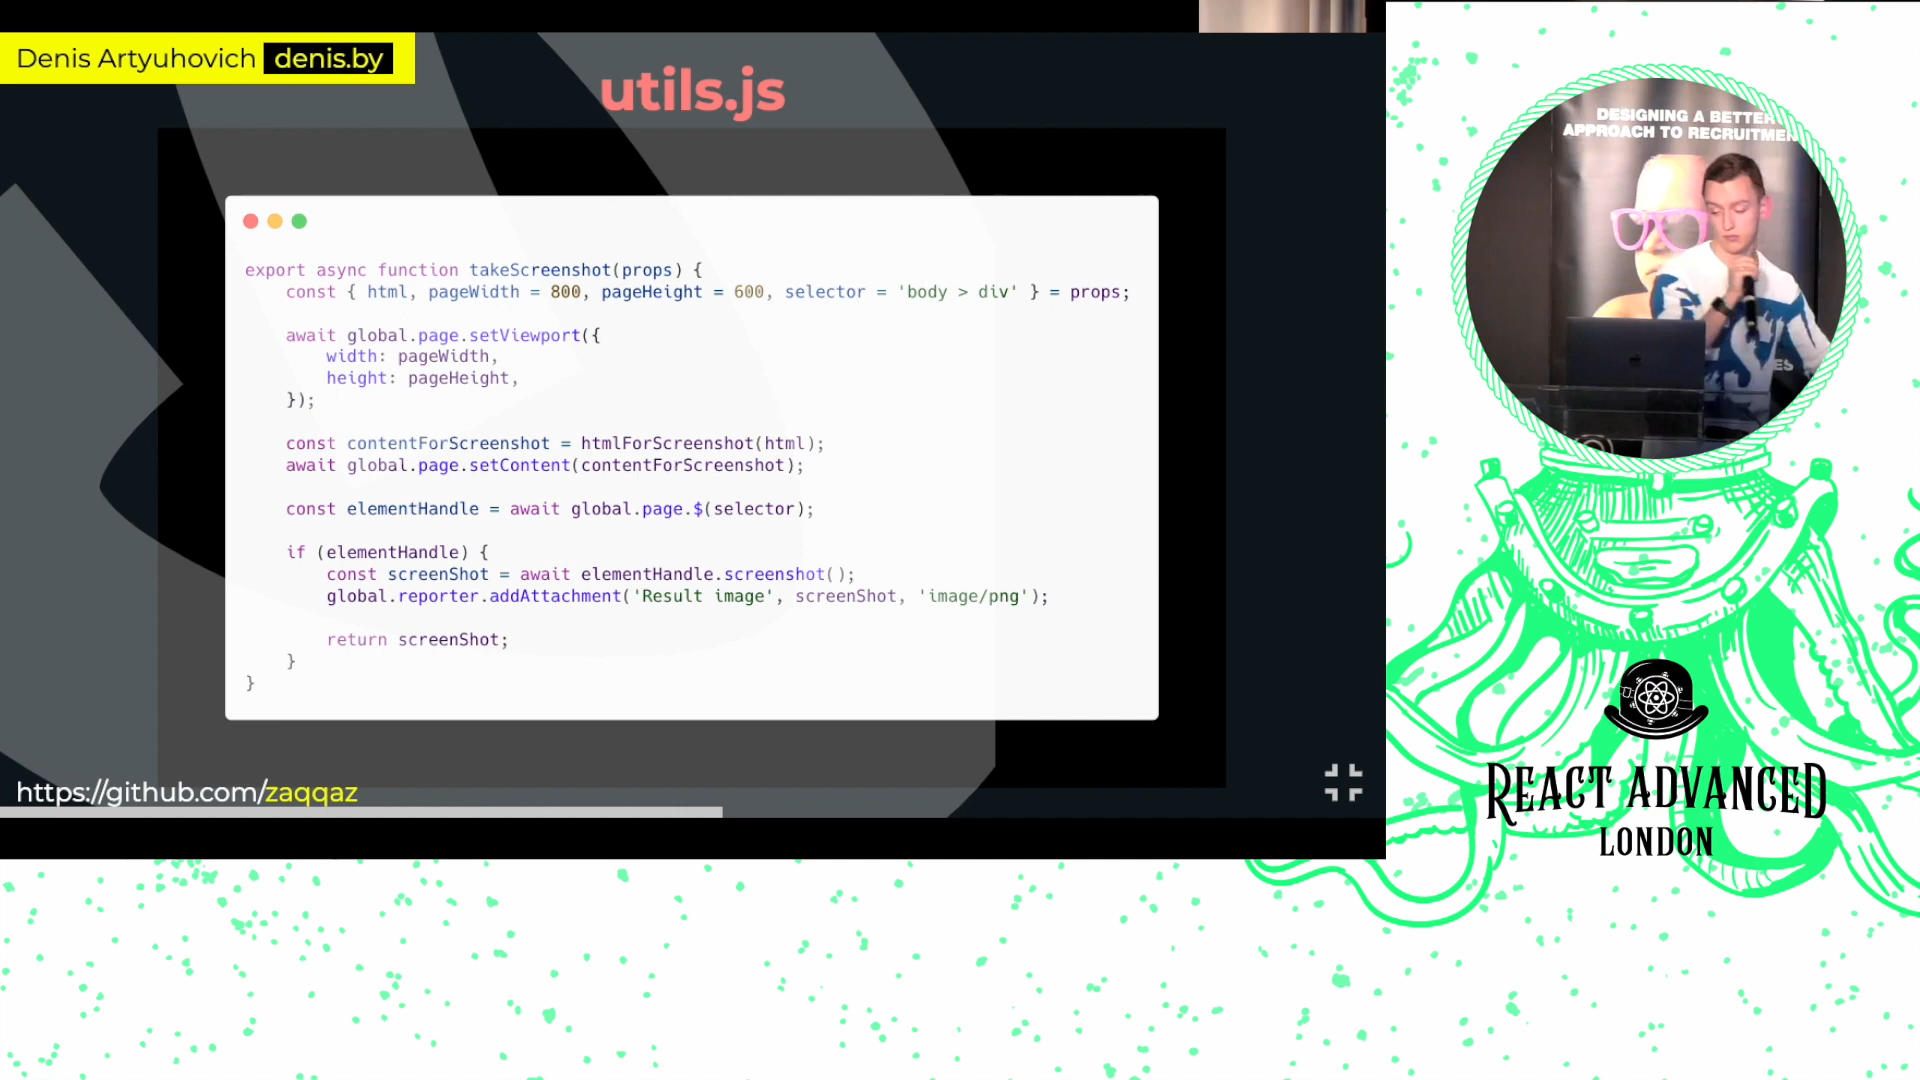 Denis Artyuhovich denis.by
utils.js
export async function takeScreenshot(props) {
    const { html, pageWidth = 800, pageHeight = 600, selector = 'body > div' } = props;
    await global.page.setViewport({
        width: pageWidth,
        height: pageHeight,
    });
    const contentForScreenshot = htmlForScreenshot(html);
    await global.page.setContent(contentForScreenshot);
    const elementHandle = await global.page.$(selector);
    if (elementHandle) {
        const screenShot = await elementHandle.screenshot();
        global.reporter.addAttachment('Result image', screenShot, 'image/png');
        return screenShot;
    }
}
https://github.com/zaqqaz
DESIGNING A BETTER
APPROACH TO RECRUITMEN
REACT ADVANCED
LONDON